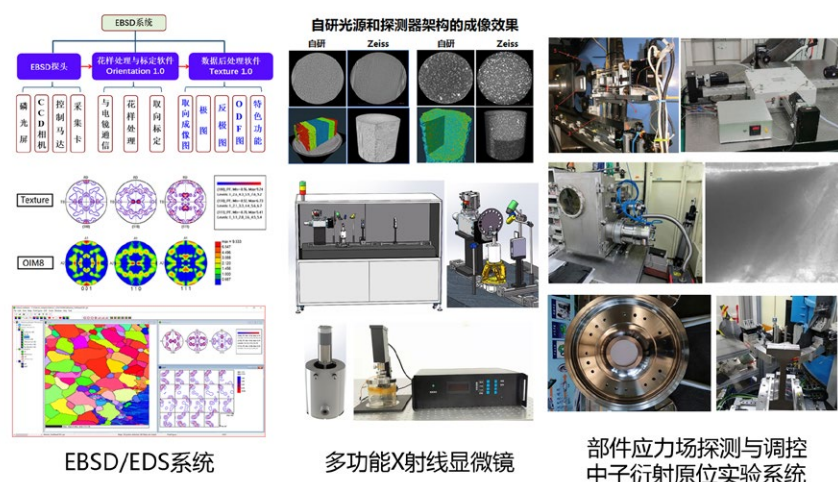 EBSD系统
EBSD探头
花样处理与标定软件
Orientation 1.0
数据后处理软件
Texture 1.0
磷光屏
CCD相机
控制马达
采集卡
与电镜通信
花样处理
取向标定
取向成像图
极图
反极图
ODF图
特色功能
Texture
OIM8
001
110
111
EBSD/EDS系统
自研光源和探测器架构的成像效果
自研
Zeiss
自研
Zeiss
多功能X射线显微镜
部件应力场探测与调控
中子衍射原位实验系统